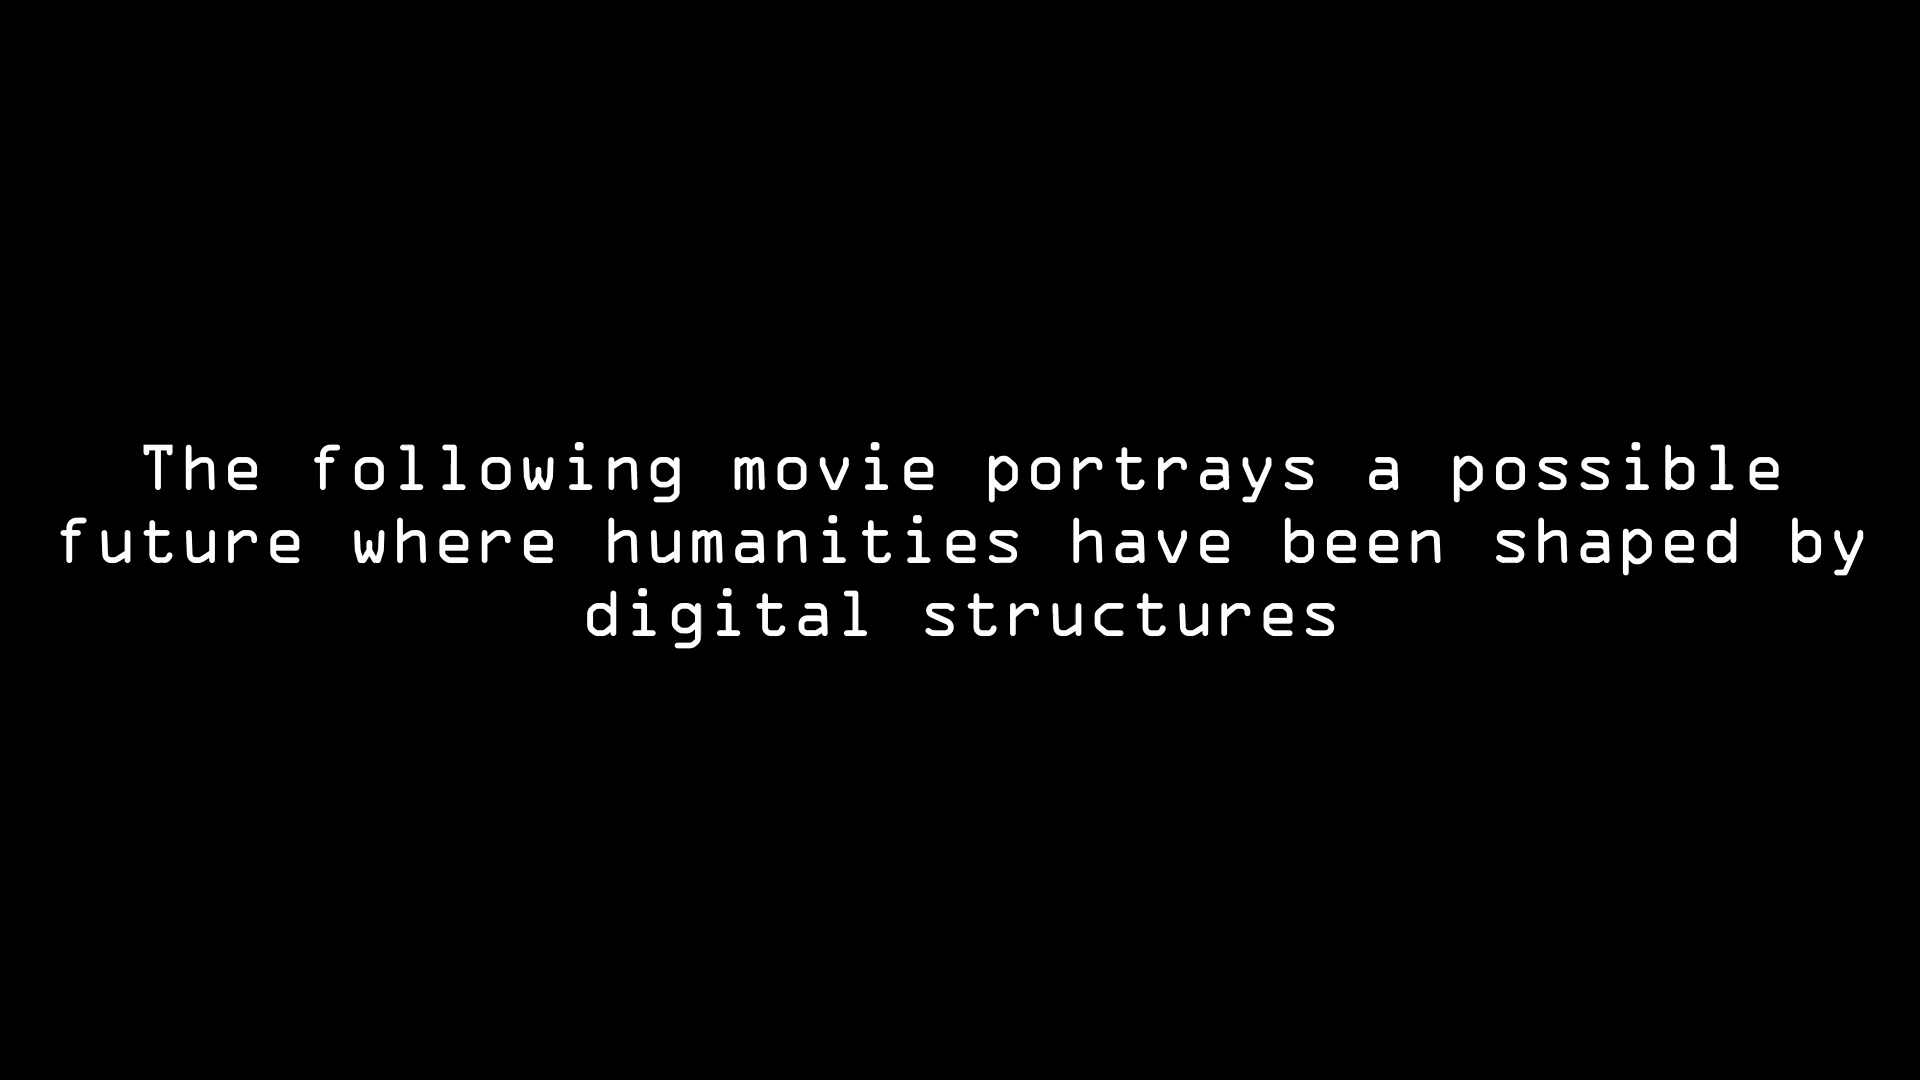 The following movie portrays a possible
future where humanities have been shaped by
digital structures